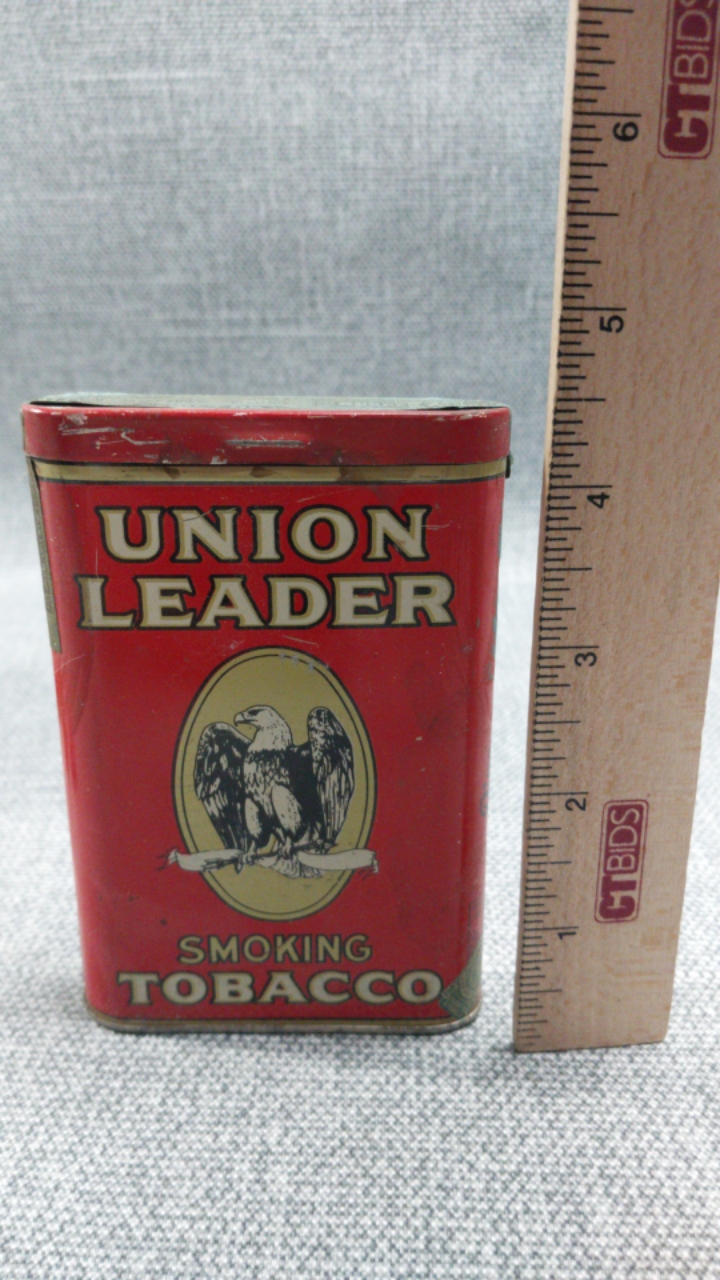 UNION
LEADER
SMOKING
TOBACCO
6
5
4
3
2
1
CTBIDS
CTBIDS